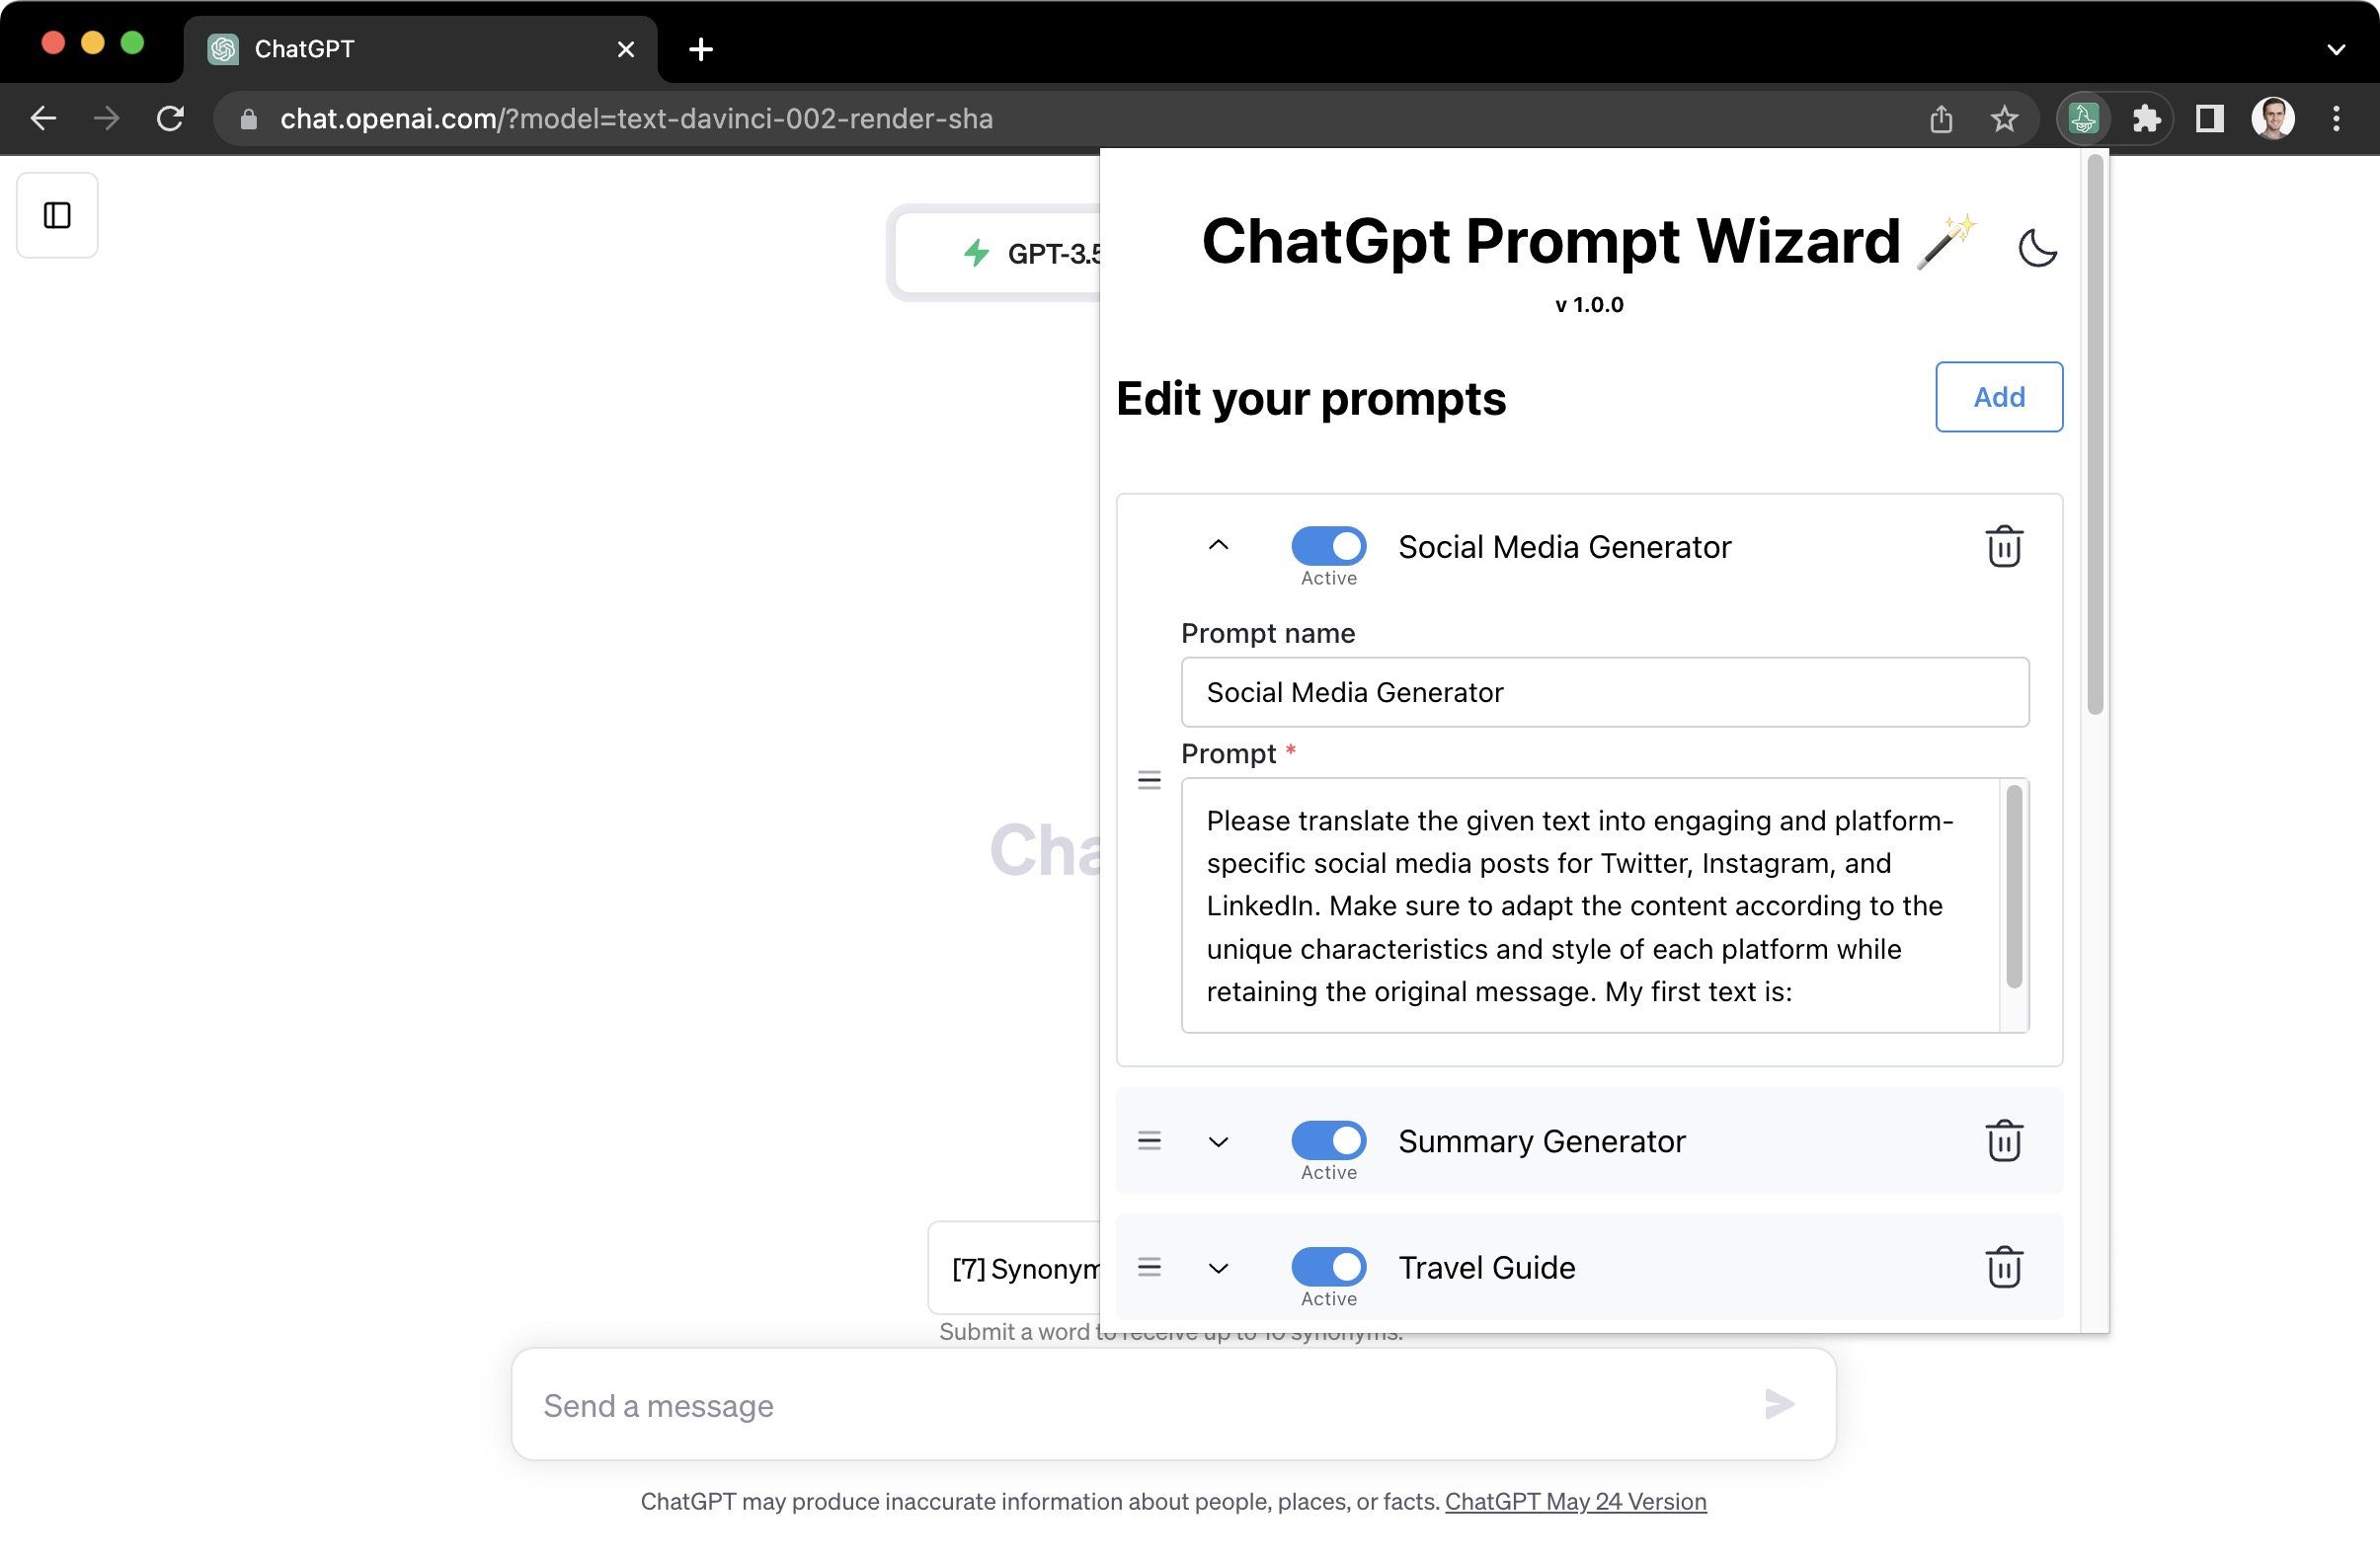 ChatGPT
chat.openai.com/?model=text-davinci-002-render-sha
GPT-3.5
ChatGpt Prompt Wizard
v 1.0.0
Edit your prompts
Add
Social Media Generator
Active
Prompt name
Social Media Generator
Prompt *
Please translate the given text into engaging and platform-
specific social media posts for Twitter, Instagram, and
LinkedIn. Make sure to adapt the content according to the
unique characteristics and style of each platform while
retaining the original message. My first text is:
Cha
Summary Generator
Active
Travel Guide
Active
[7] Synonym
Submit a word to receive up to 10 synonyms.
Send a message
ChatGPT may produce inaccurate information about people, places, or facts. ChatGPT May 24 Version